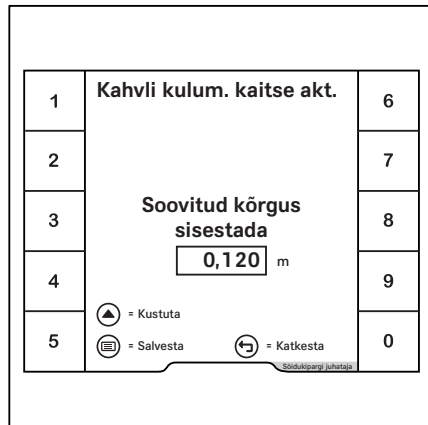 Kahvli kulum. kaitse akt.
1
2
3
4
5
6
7
8
9
0
Soovitud kõrgus
sisestada
0,120 m
= Kustuta
= Salvesta
= Katkesta
Sõidukipargi juhataja